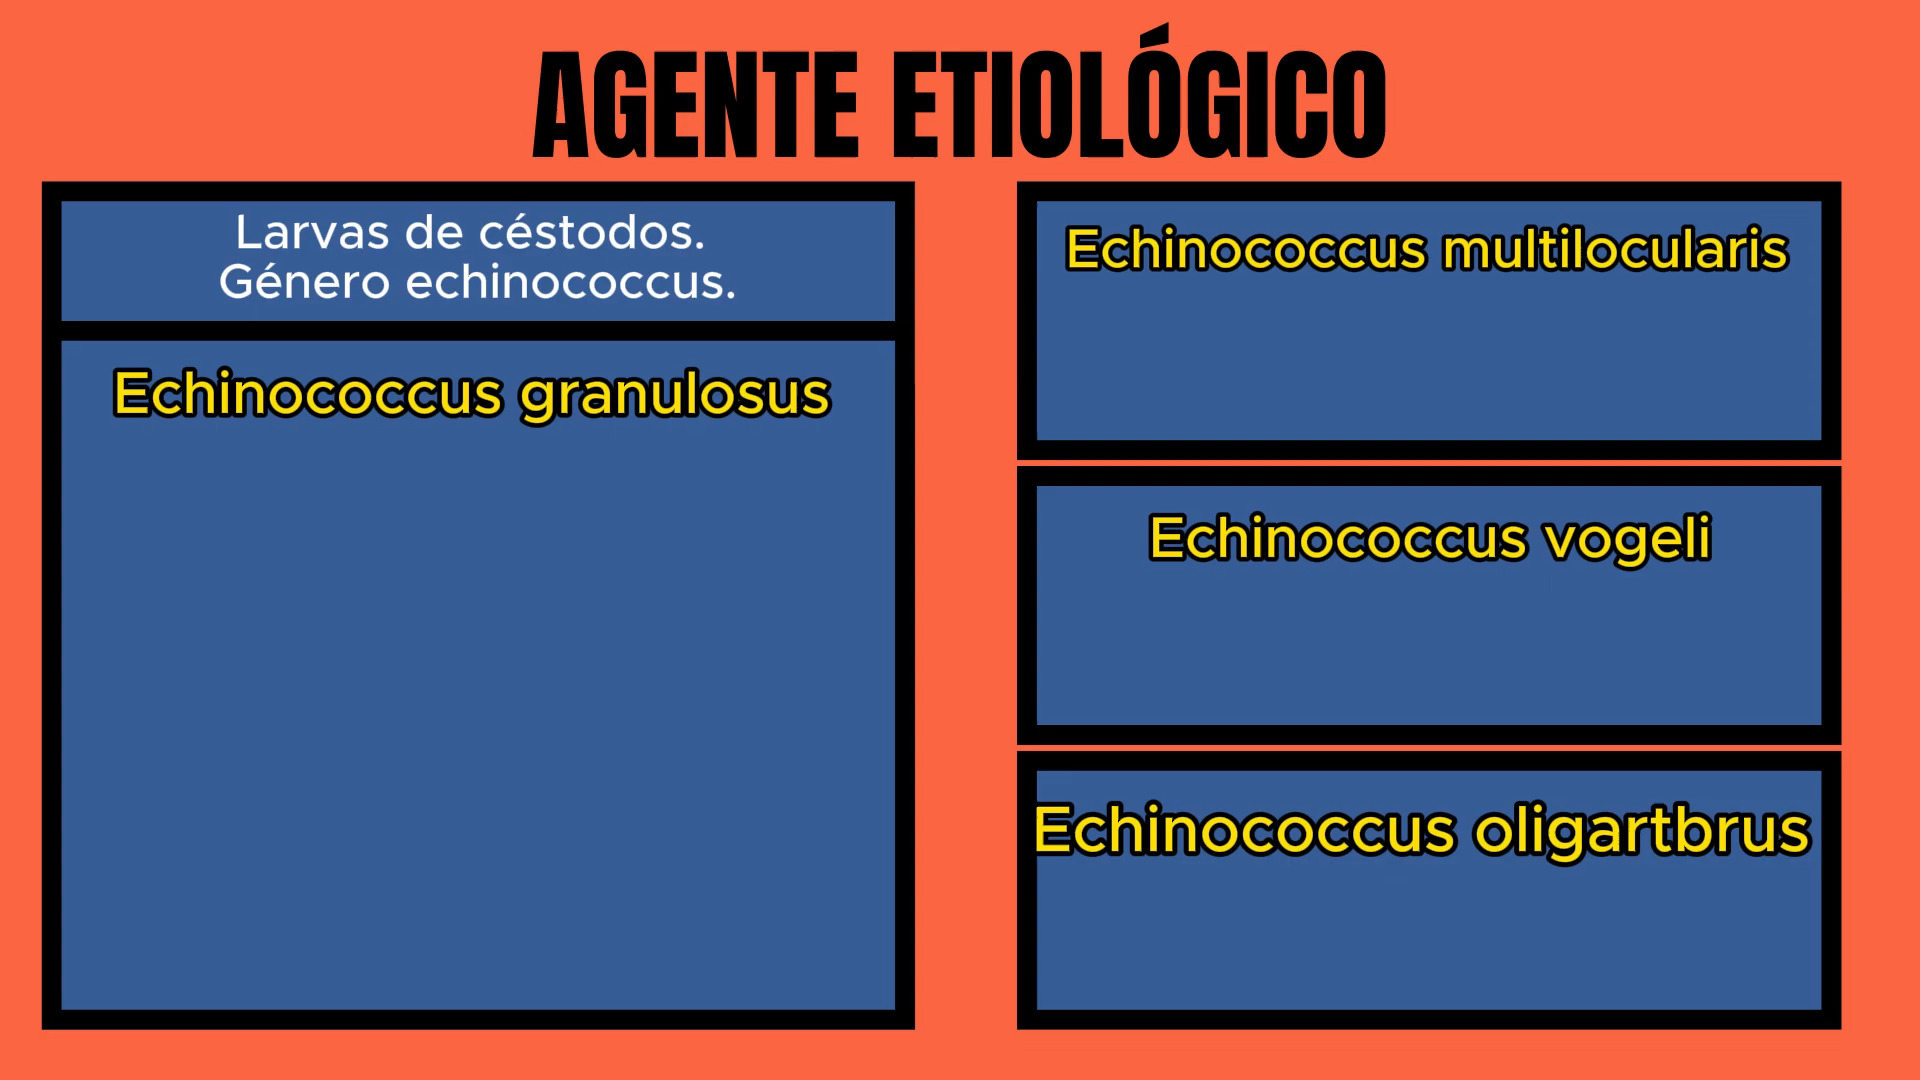 AGENTE ETIOLÓGICO
Larvas de céstodos.
Género echinococcus.
Echinococcus granulosus
Echinococcus multilocularis
Echinococcus vogeli
Echinococcus oligartbrus